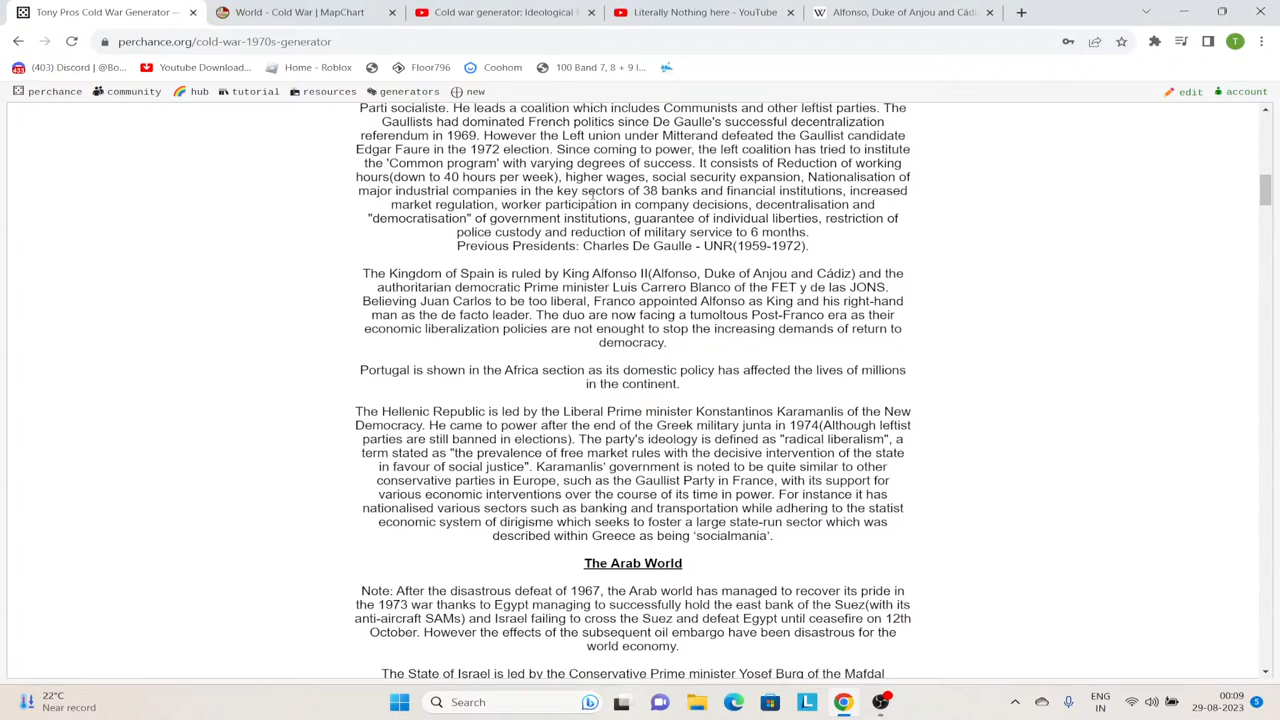 Tony Pros Cold War Generator
World - Cold War | MapChart
Cold war generator: Ideological
Literally Nothing here - YouTube
Alfonso, Duke of Anjou and Cádi
perchance.org/cold-war-1970s-generator
T
(403) Discord | @Bo...
Youtube Download...
Home - Roblox
Floor796
Coohom
100 Band 7, 8 + 9 I...
perchance
community
hub
tutorial
resources
generators
new
edit
account
Parti socialiste. He leads a coalition which includes Communists and other leftist parties. The
Gaullists had dominated French politics since De Gaulle's successful decentralization
referendum in 1969. However the Left union under Mitterand defeated the Gaullist candidate
Edgar Faure in the 1972 election. Since coming to power, the left coalition has tried to institute
the 'Common program' with varying degrees of success. It consists of Reduction of working
hours(down to 40 hours per week), higher wages, social security expansion, Nationalisation of
major industrial companies in the key sectors of 38 banks and financial institutions, increased
market regulation, worker participation in company decisions, decentralisation and
"democratisation" of government institutions, guarantee of individual liberties, restriction of
police custody and reduction of military service to 6 months.
Previous Presidents: Charles De Gaulle - UNR(1959-1972).
The Kingdom of Spain is ruled by King Alfonso II(Alfonso, Duke of Anjou and Cádiz) and the
authoritarian democratic Prime minister Luis Carrero Blanco of the FET y de las JONS.
Believing Juan Carlos to be too liberal, Franco appointed Alfonso as King and his right-hand
man as the de facto leader. The duo are now facing a tumoltous Post-Franco era as their
economic liberalization policies are not enought to stop the increasing demands of return to
democracy.
Portugal is shown in the Africa section as its domestic policy has affected the lives of millions
in the continent.
The Hellenic Republic is led by the Liberal Prime minister Konstantinos Karamanlis of the New
Democracy. He came to power after the end of the Greek military junta in 1974(Although leftist
parties are still banned in elections). The party's ideology is defined as "radical liberalism", a
term stated as "the prevalence of free market rules with the decisive intervention of the state
in favour of social justice". Karamanlis' government is noted to be quite similar to other
conservative parties in Europe, such as the Gaullist Party in France, with its support for
various economic interventions over the course of its time in power. For instance it has
nationalised various sectors such as banking and transportation while adhering to the statist
economic system of dirigisme which seeks to foster a large state-run sector which was
described within Greece as being ‘socialmania’.
The Arab World
Note: After the disastrous defeat of 1967, the Arab world has managed to recover its pride in
the 1973 war thanks to Egypt managing to successfully hold the east bank of the Suez(with its
anti-aircraft SAMs) and Israel failing to cross the Suez and defeat Egypt until ceasefire on 12th
October. However the effects of the subsequent oil embargo have been disastrous for the
world economy.
The State of Israel is led by the Conservative Prime minister Yosef Burg of the Mafdal
22°C
Near record
Search
L
ENG
IN
00:09
29-08-2023
5